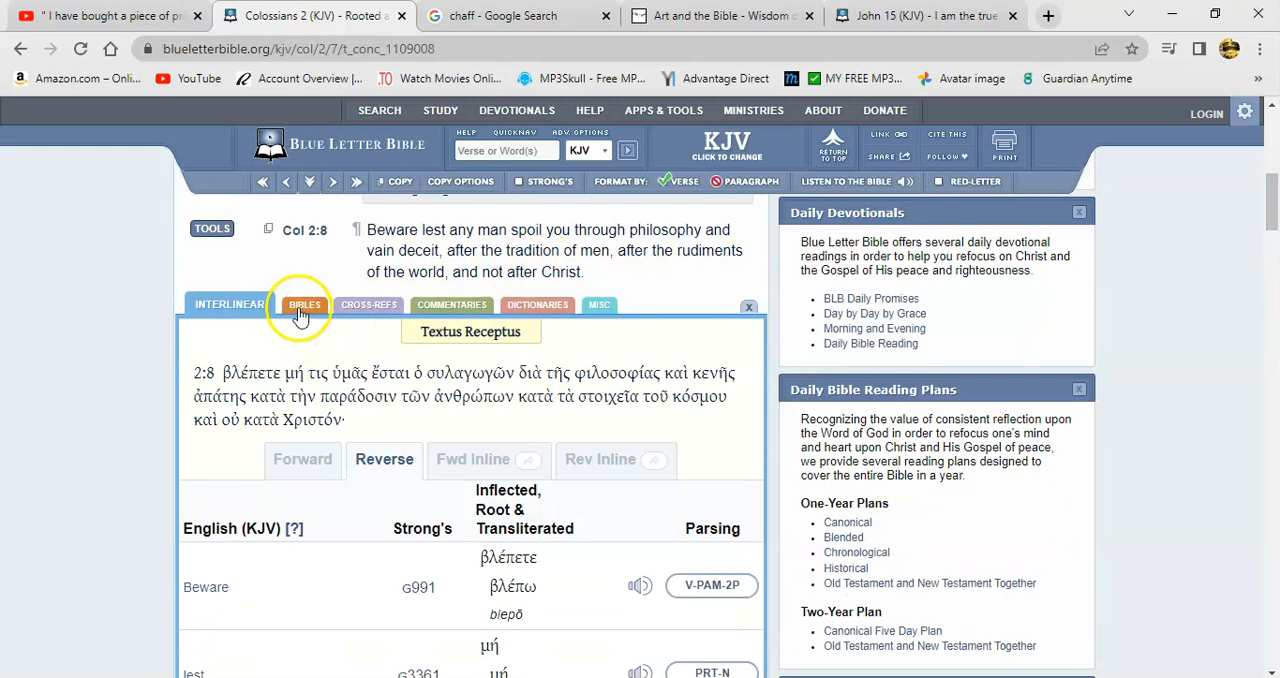 " I have bought a piece of pr
Colossians 2 (KJV) - Rooted a
chaff - Google Search
Art and the Bible - Wisdom c
John 15 (KJV) - I am the true
blueletterbible.org/kjv/col/2/7/t_conc_1109008
Amazon.com – Onli...
YouTube
Account Overview |...
Watch Movies Onli...
MP3Skull - Free MP...
Advantage Direct
MY FREE MP3...
Avatar image
Guardian Anytime
SEARCH STUDY DEVOTIONALS HELP APPS & TOOLS MINISTRIES ABOUT DONATE
LOGIN
BLUE LETTER BIBLE
HELP QUICKNAV ADV. OPTIONS
Verse or Word(s)
KJV
KJV
CLICK TO CHANGE
RETURN
TO TOP
LINK
CITE THIS
SHARE
FOLLOW
PRINT
COPY COPY OPTIONS STRONG'S FORMAT BY: VERSE PARAGRAPH LISTEN TO THE BIBLE RED-LETTER
TOOLS
Col 2:8
¶ Beware lest any man spoil you through philosophy and
vain deceit, after the tradition of men, after the rudiments
of the world, and not after Christ.
INTERLINEAR BIBLES CROSS-REFS COMMENTARIES DICTIONARIES MISC
X
Textus Receptus
2:8 βλέπετε μή τις ὑμᾶς ἔσται ὁ συλαγωγῶν διὰ τῆς φιλοσοφίας καὶ κενῆς
ἀπάτης κατὰ τὴν παράδοσιν τῶν ἀνθρώπων κατὰ τὰ στοιχεῖα τοῦ κόσμου
καὶ οὐ κατὰ Χριστόν·
Forward Reverse Fwd Inline Rev Inline
English (KJV) [?]
Strong's
Inflected,
Root &
Transliterated
Parsing
Beware
G991
βλέπετε
βλέπω
blepō
V-PAM-2P
lest
G3361
μή
μή
PRT-N
Daily Devotionals
X
Blue Letter Bible offers several daily devotional
readings in order to help you refocus on Christ and
the Gospel of His peace and righteousness.
BLB Daily Promises
Day by Day by Grace
Morning and Evening
Daily Bible Reading
Daily Bible Reading Plans
X
Recognizing the value of consistent reflection upon
the Word of God in order to refocus one's mind
and heart upon Christ and His Gospel of peace,
we provide several reading plans designed to
cover the entire Bible in a year.
One-Year Plans
Canonical
Blended
Chronological
Historical
Old Testament and New Testament Together
Two-Year Plan
Canonical Five Day Plan
Old Testament and New Testament Together